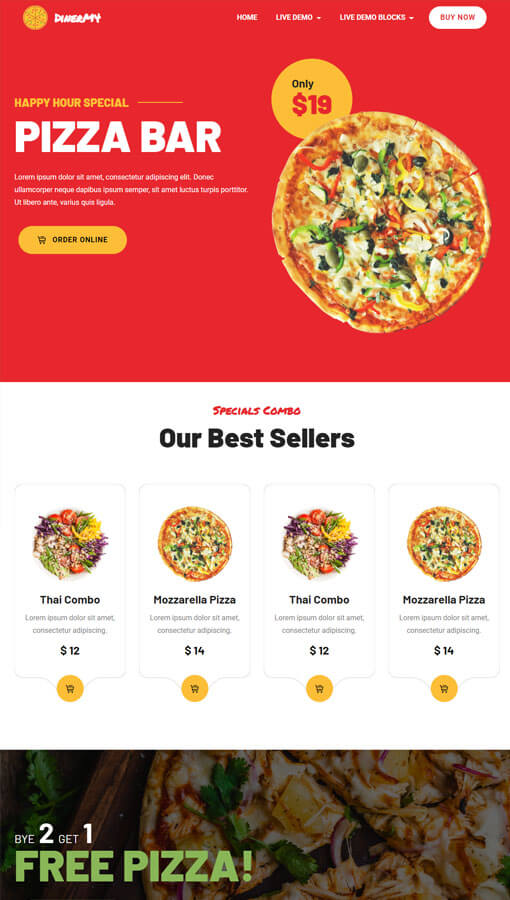 DINERMY
HOME
LIVE DEMO
LIVE DEMO BLOCKS
BUY NOW
Only
$19
HAPPY HOUR SPECIAL
PIZZA BAR
Lorem ipsum dolor sit amet, consectetur adipiscing elit. Donec
ullamcorper neque dapibus ipsum semper, sit amet luctus turpis porttitor.
Ut libero ante, varius quis ligula.
ORDER ONLINE
Specials Combo
Our Best Sellers
Thai Combo
Lorem ipsum dolor sit amet,
consectetur adipiscing.
$ 12
Mozzarella Pizza
Lorem ipsum dolor sit amet,
consectetur adipiscing.
$ 14
Thai Combo
Lorem ipsum dolor sit amet,
consectetur adipiscing.
$ 12
Mozzarella Pizza
Lorem ipsum dolor sit amet,
consectetur adipiscing.
$ 14
BYE 2 GET 1
FREE PIZZA!